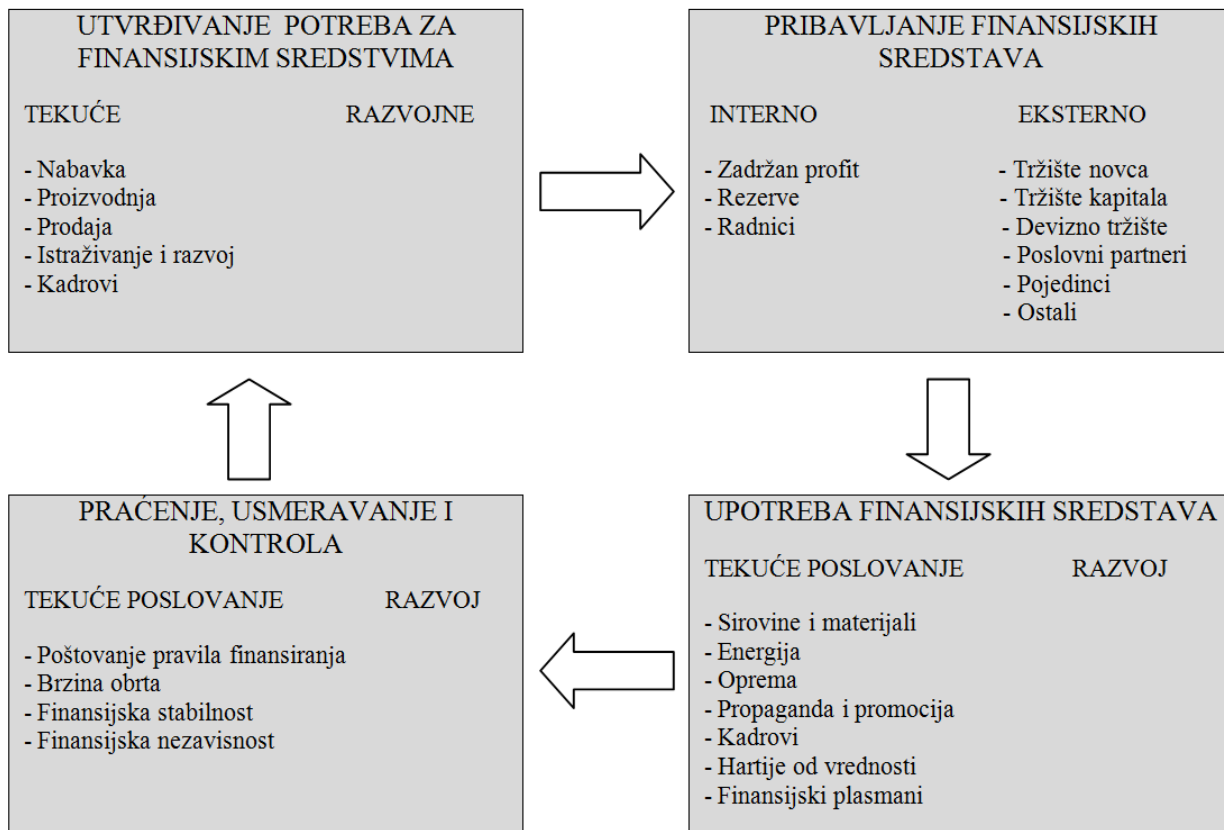 UTVRĐIVANJE POTREBA ZA
FINANSIJSKIM SREDSTVIMA
TEKUĆE RAZVOJNE
- Nabavka
- Proizvodnja
- Prodaja
- Istraživanje i razvoj
- Kadrovi
PRIBAVLJANJE FINANSIJSKIH
SREDSTAVA
INTERNO EKSTERNO
- Zadržan profit - Tržište novca
- Rezerve - Tržište kapitala
- Radnici - Devizno tržište
- Poslovni partneri
- Pojedinci
- Ostali
UPOTREBA FINANSIJSKIH SREDSTAVA
TEKUĆE POSLOVANJE RAZVOJ
- Sirovine i materijali
- Energija
- Oprema
- Propaganda i promocija
- Kadrovi
- Hartije od vrednosti
- Finansijski plasmani
PRAĆENJE, USMERAVANJE I
KONTROLA
TEKUĆE POSLOVANJE RAZVOJ
- Poštovanje pravila finansiranja
- Brzina obrta
- Finansijska stabilnost
- Finansijska nezavisnost